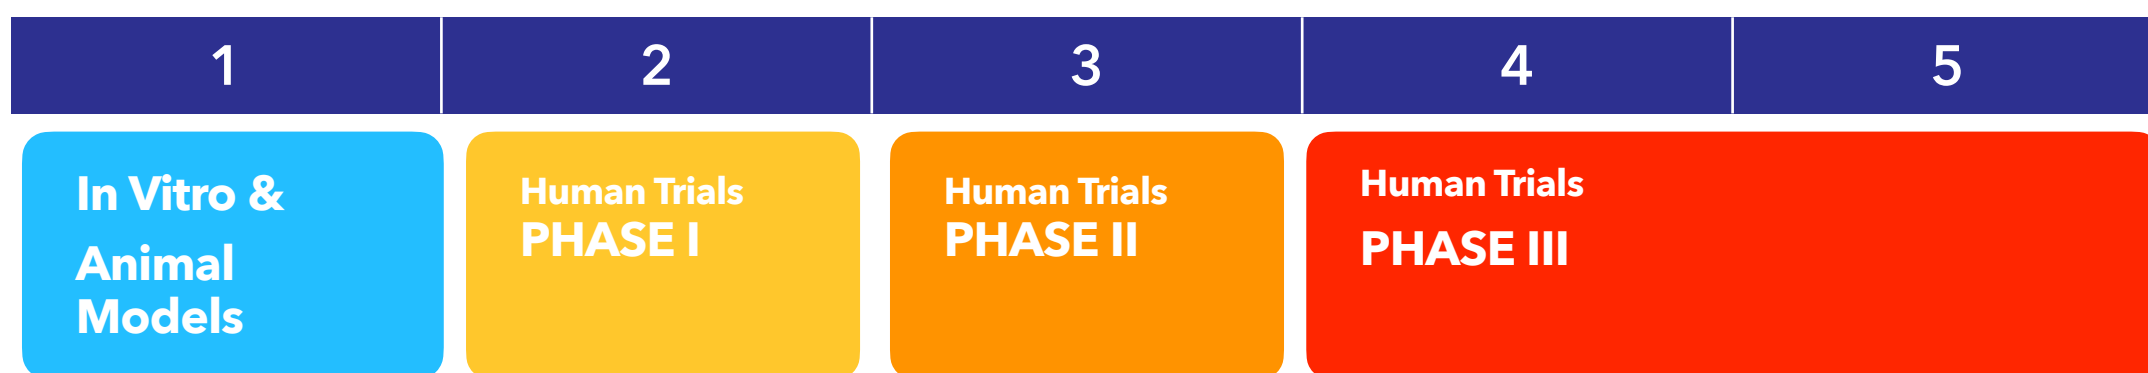 1 2 3 4 5
In Vitro &
Animal
Models
Human Trials
PHASE I
Human Trials
PHASE II
Human Trials
PHASE III